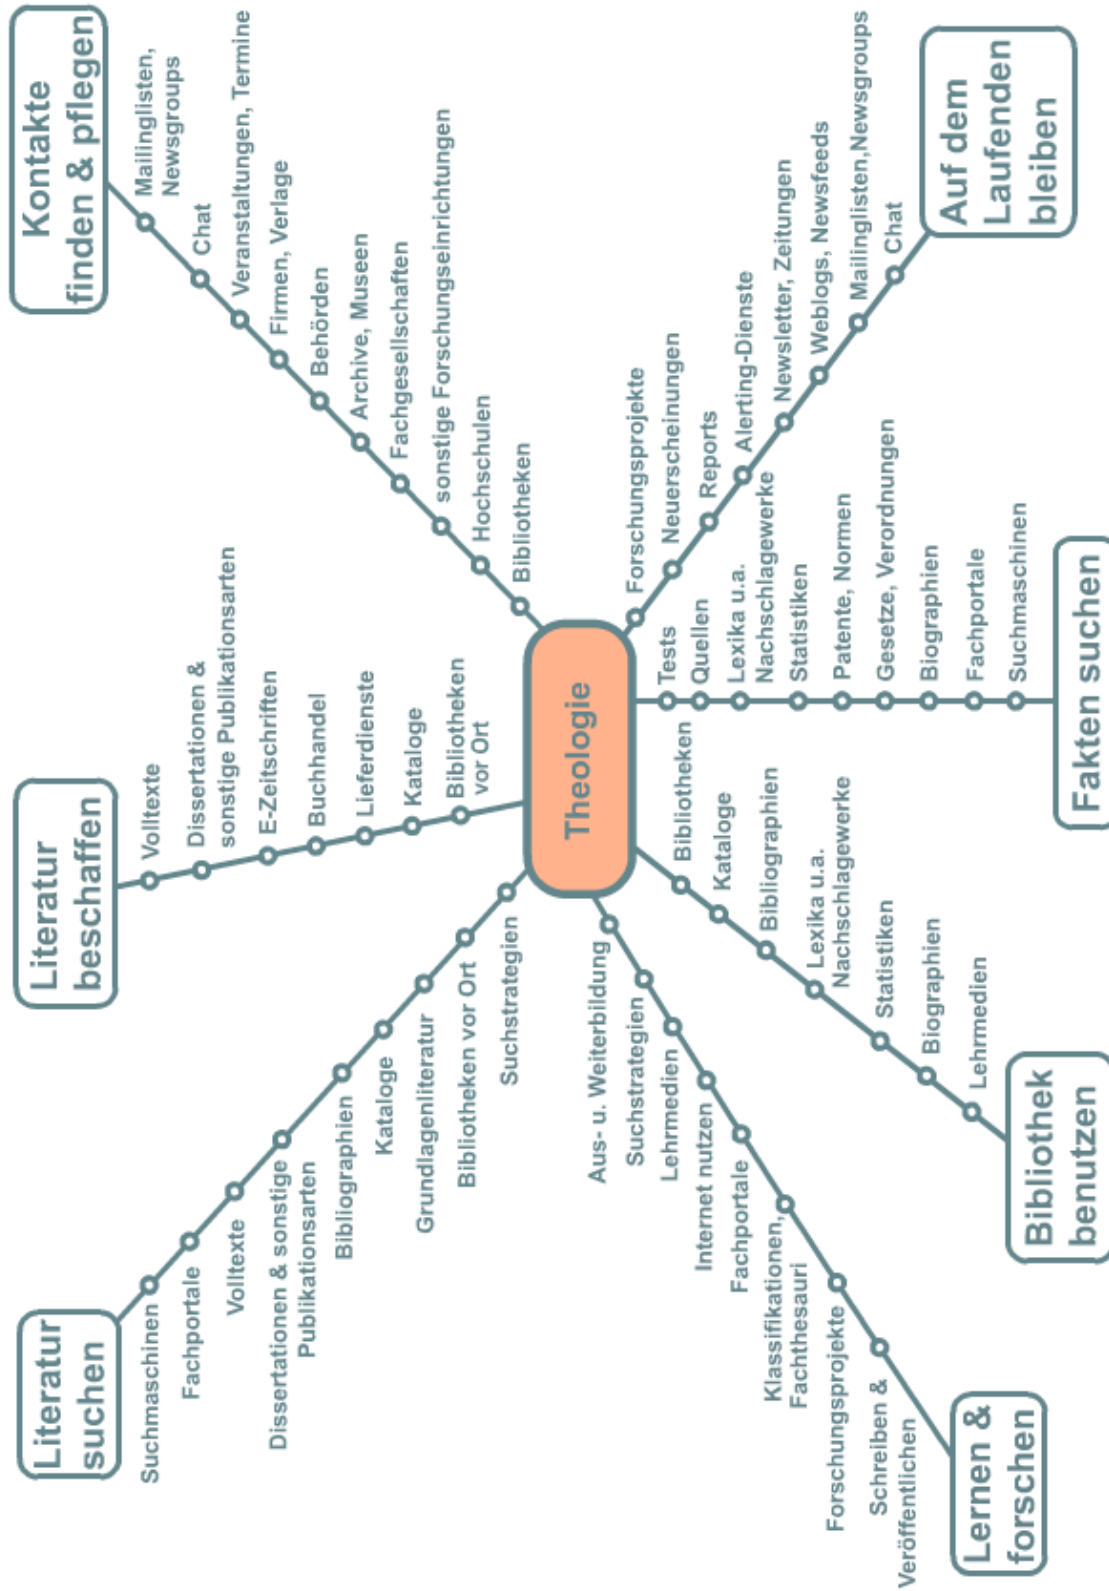 Literatur
suchen
Suchmaschinen
Fachportale
Volltexte
Dissertationen & sonstige
Publikationsarten
Bibliographien
Kataloge
Grundlagenliteratur
Bibliotheken vor Ort
Suchstrategien
Literatur
beschaffen
Volltexte
Dissertationen &
sonstige Publikationsarten
E-Zeitschriften
Buchhandel
Lieferdienste
Kataloge
Bibliotheken
vor Ort
Kontakte
finden & pflegen
Mailinglisten,
Newsgroups
Chat
Veranstaltungen, Termine
Firmen, Verlage
Behörden
Archive, Museen
Fachgesellschaften
sonstige Forschungseinrichtungen
Hochschulen
Bibliotheken
Theologie
Aus- u. Weiterbildung
Suchstrategien
Lehrmedien
Internet nutzen
Fachportale
Klassifikationen,
Fachthesauri
Forschungsprojekte
Schreiben &
Veröffentlichen
Lernen &
forschen
Bibliotheken
Kataloge
Bibliographien
Lexika u.a.
Nachschlagewerke
Statistiken
Biographien
Lehrmedien
Bibliothek
benutzen
Tests
Quellen
Lexika u.a.
Nachschlagewerke
Statistiken
Patente, Normen
Gesetze, Verordnungen
Biographien
Fachportale
Suchmaschinen
Fakten suchen
Forschungsprojekte
Neuerscheinungen
Reports
Alerting-Dienste
Newsletter, Zeitungen
Weblogs, Newsfeeds
Mailinglisten,Newsgroups
Chat
Auf dem
Laufenden
bleiben